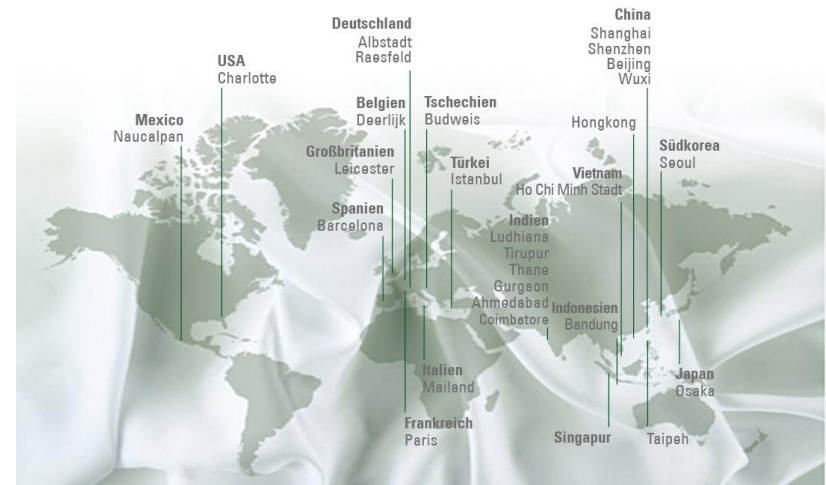 Deutschland
Albstadt
Raesfeld
China
Shanghai
Shenzhen
Beijing
Wuxi
USA
Charlotte
Belgien
Deerlijk
Tschechien
Budweis
Mexico
Naucalpan
Hongkong
Großbritanien
Leicester
Türkei
Istanbul
Südkorea
Seoul
Vietnam
Ho Chi Minh Stadt
Spanien
Barcelona
Indien
Ludhiana
Tirupur
Thane
Gurgaon
Ahmedabad
Coimbatore
Indonesien
Bandung
Italien
Mailand
Japan
Osaka
Frankreich
Paris
Singapur
Taipeh